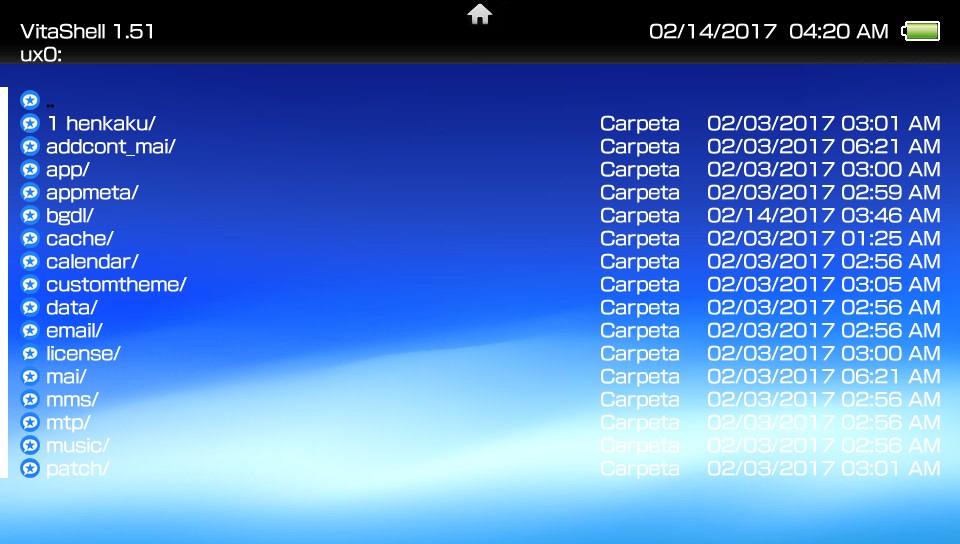 VitaShell 1.51 02/14/2017 04:20 AM
ux0:
..
1 henkaku/ Carpeta 02/03/2017 03:01 AM
addcont_mai/ Carpeta 02/03/2017 06:21 AM
app/ Carpeta 02/03/2017 03:00 AM
appmeta/ Carpeta 02/03/2017 02:59 AM
bgdl/ Carpeta 02/14/2017 03:46 AM
cache/ Carpeta 02/03/2017 01:25 AM
calendar/ Carpeta 02/03/2017 02:56 AM
customtheme/ Carpeta 02/03/2017 03:05 AM
data/ Carpeta 02/03/2017 02:56 AM
email/ Carpeta 02/03/2017 02:56 AM
license/ Carpeta 02/03/2017 03:00 AM
mai/ Carpeta 02/03/2017 06:21 AM
mms/ Carpeta 02/03/2017 02:56 AM
mtp/ Carpeta 02/03/2017 02:56 AM
music/ Carpeta 02/03/2017 02:56 AM
patch/ Carpeta 02/03/2017 03:01 AM